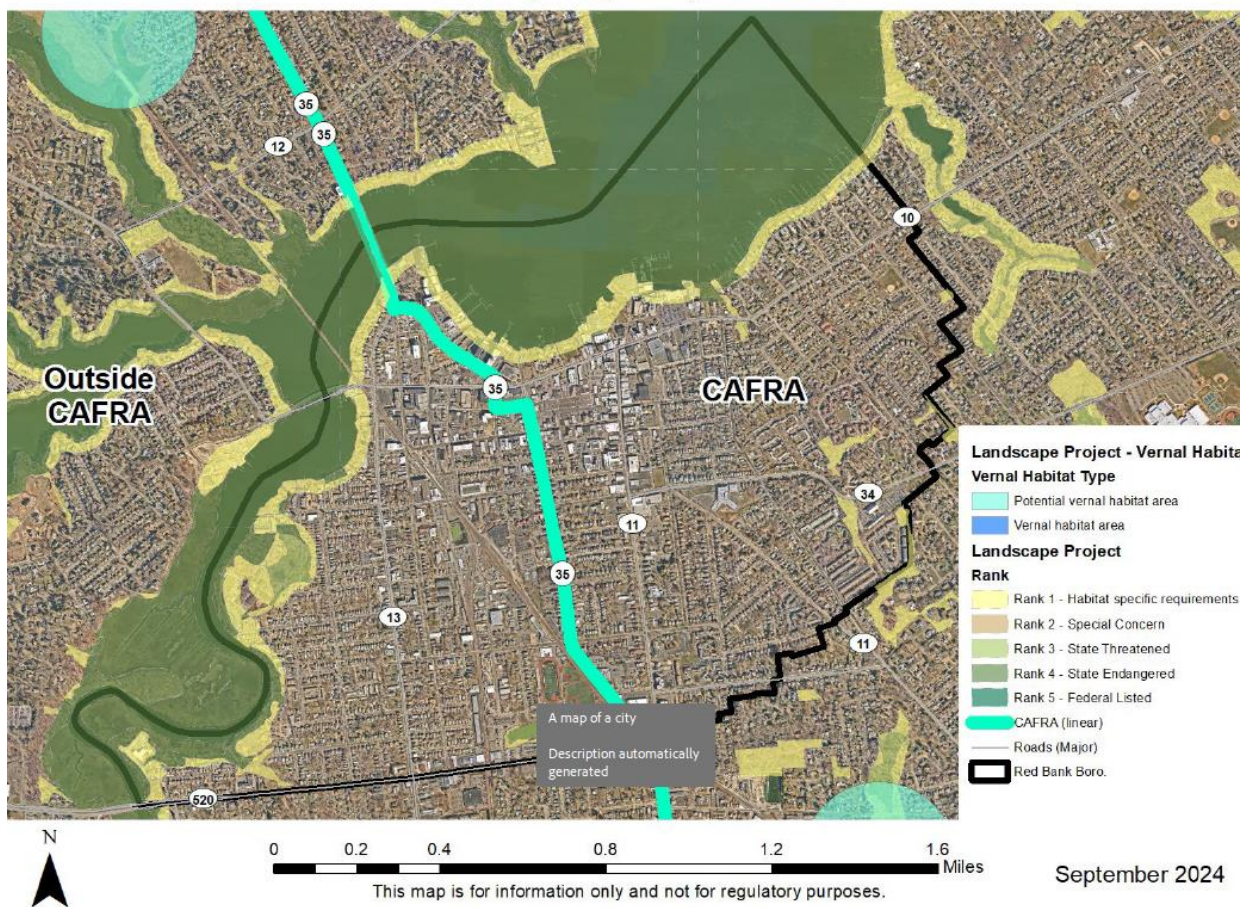 35
35
12
10
Outside
CAFRA
CAFRA
35
34
11
35
13
11
520
A map of a city
Description automatically
generated
Landscape Project - Vernal Habita
Vernal Habitat Type
Potential vernal habitat area
Vernal habitat area
Landscape Project
Rank
Rank 1 - Habitat specific requirements
Rank 2 - Special Concern
Rank 3 - State Threatened
Rank 4 - State Endangered
Rank 5 - Federal Listed
CAFRA (linear)
Roads (Major)
Red Bank Boro.
N
0 0.2 0.4 0.8 1.2 1.6
Miles
This map is for information only and not for regulatory purposes.
September 2024